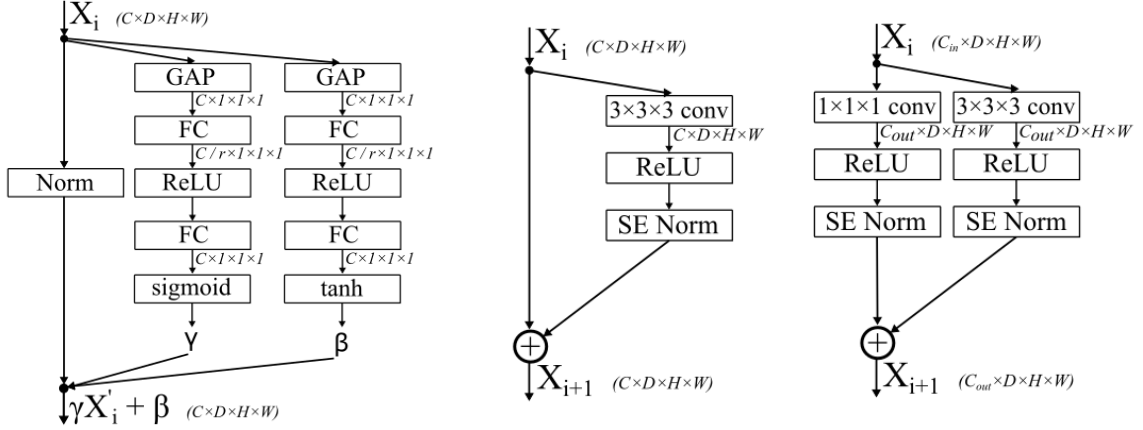 Xi (C×D×H×W)
GAP
C×1×1×1
FC
C/r×1×1×1
ReLU
FC
C×1×1×1
sigmoid
γ
GAP
C×1×1×1
FC
C/r×1×1×1
ReLU
FC
C×1×1×1
tanh
β
Norm
γX'i + β (C×D×H×W)
Xi (C×D×H×W)
3×3×3 conv
C×D×H×W
ReLU
SE Norm
+
Xi+1 (C×D×H×W)
Xi (Cin×D×H×W)
1×1×1 conv
Cout×D×H×W
ReLU
SE Norm
3×3×3 conv
Cout×D×H×W
ReLU
SE Norm
+
Xi+1 (Cout×D×H×W)